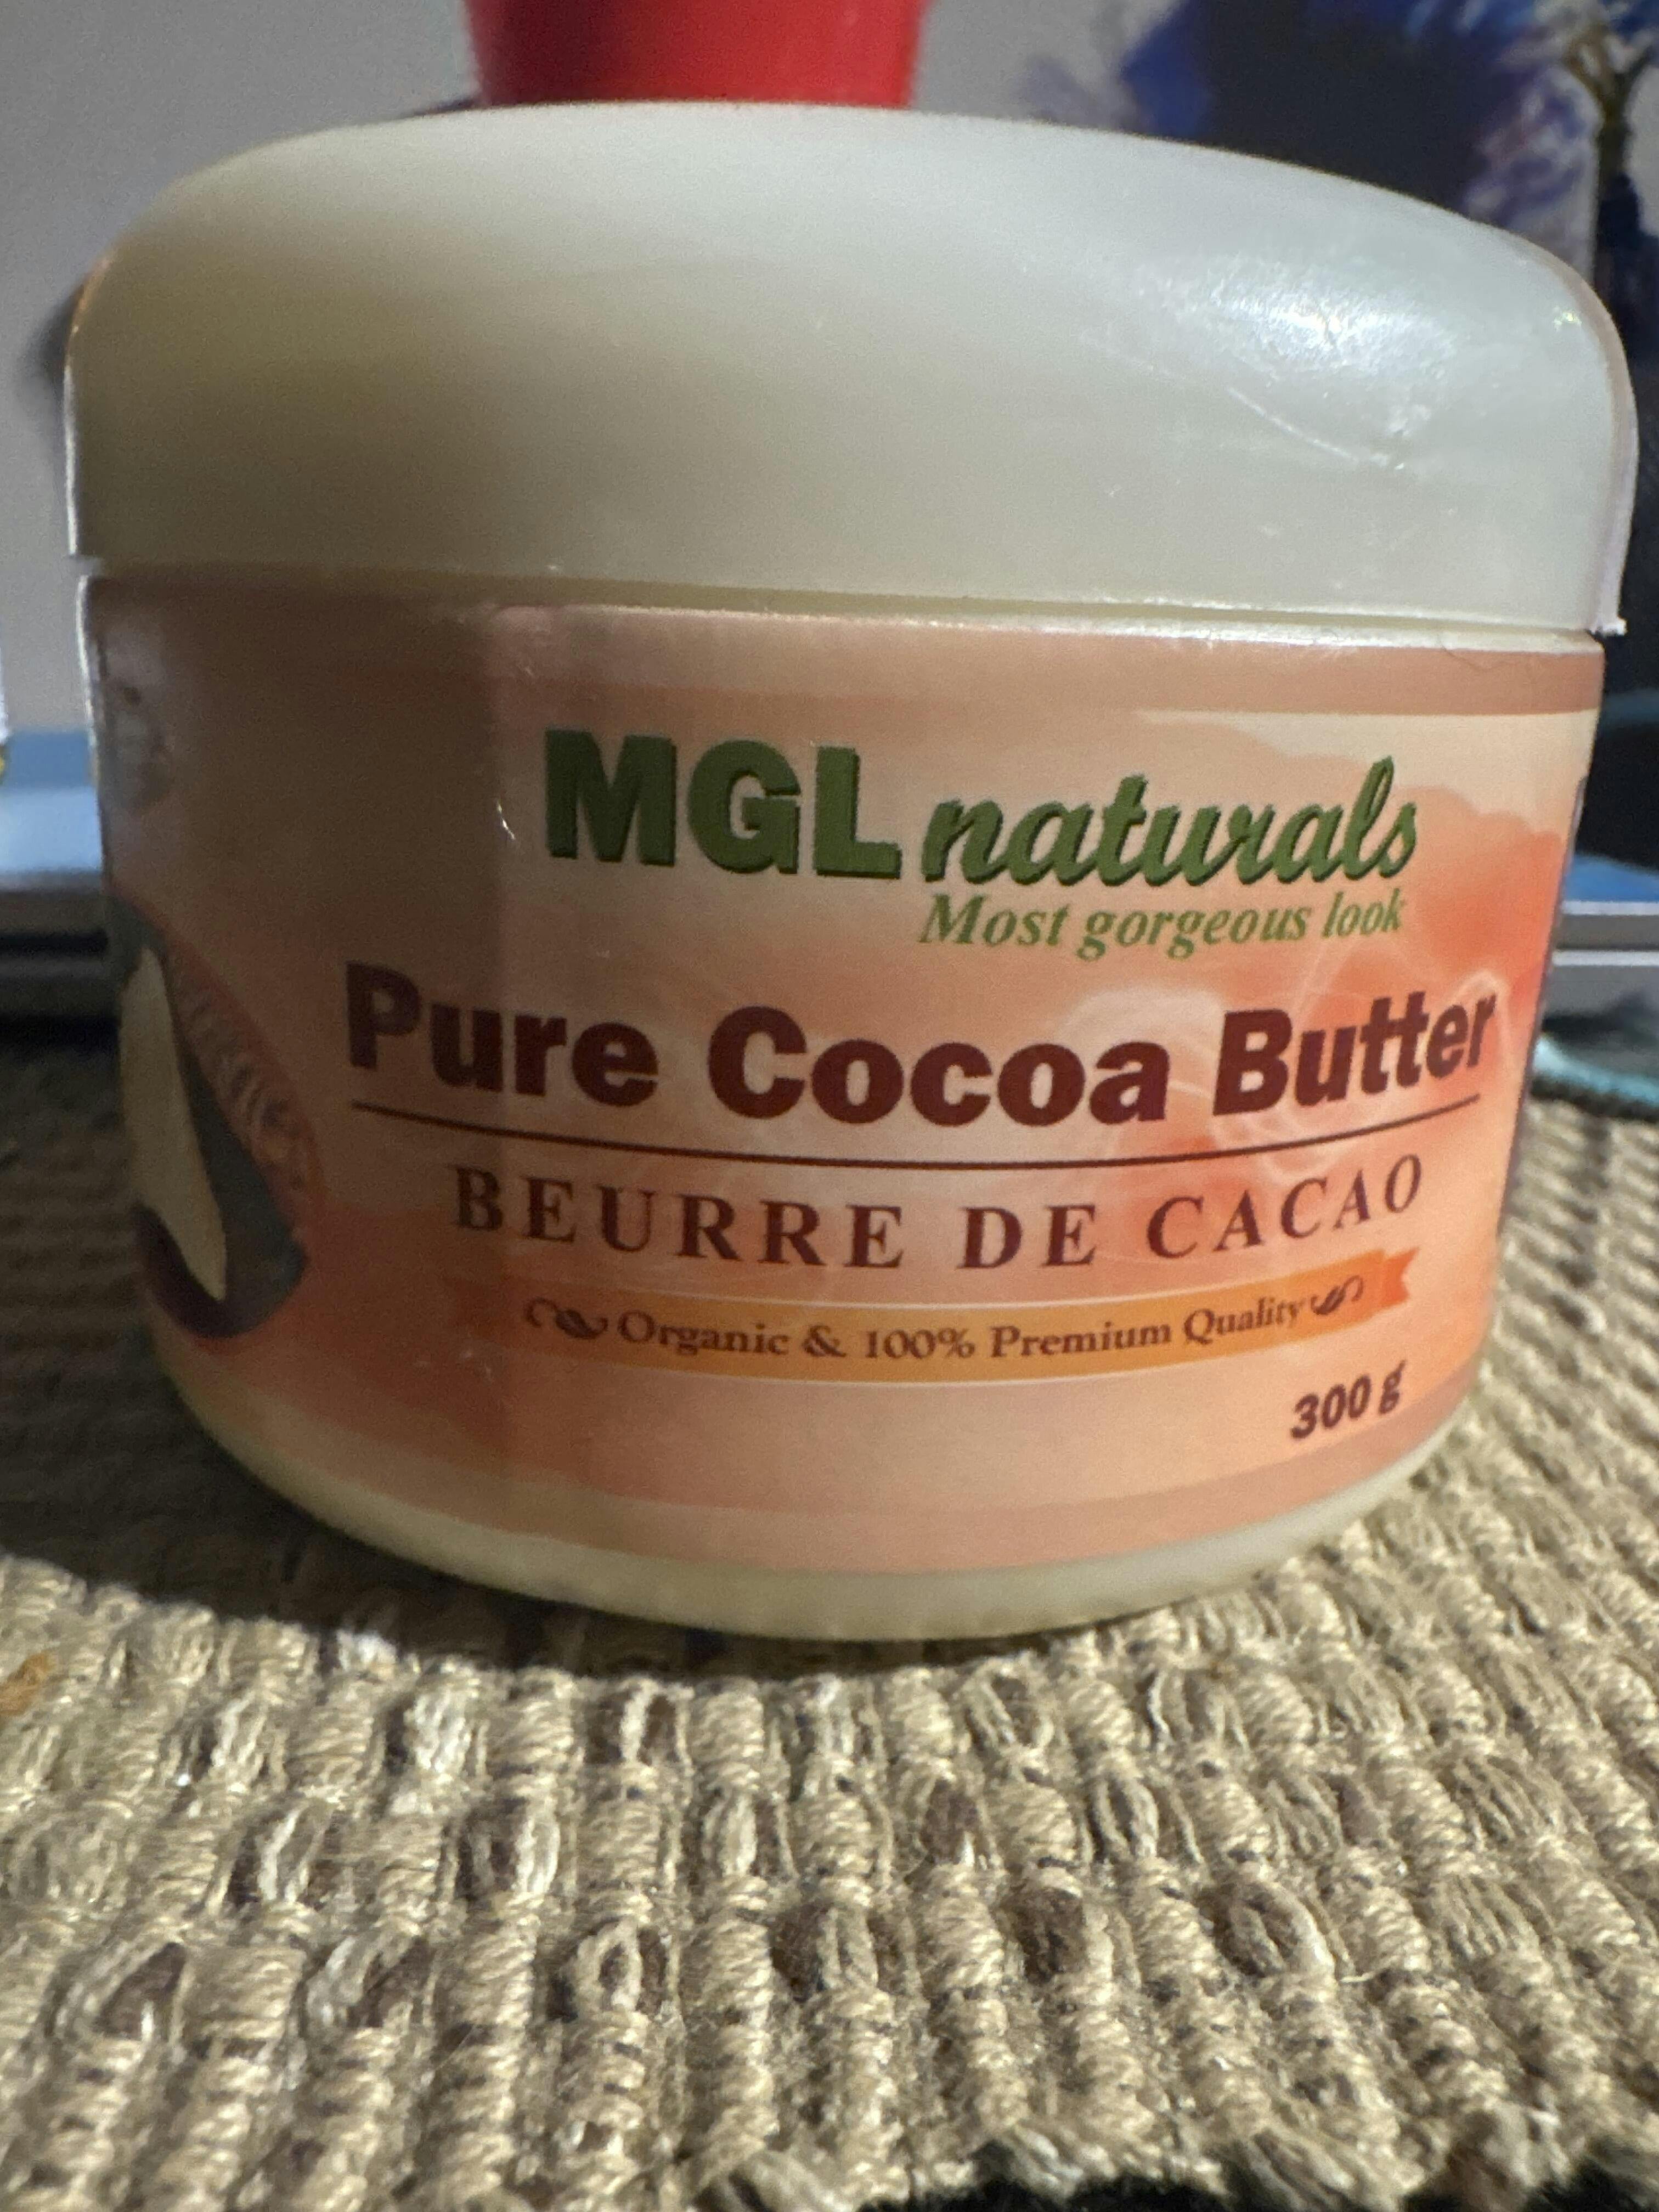 MGL naturals
Most gorgeous look
Pure Cocoa Butter
BEURRE DE CACAO
Organic & 100% Premium Quality
300 g